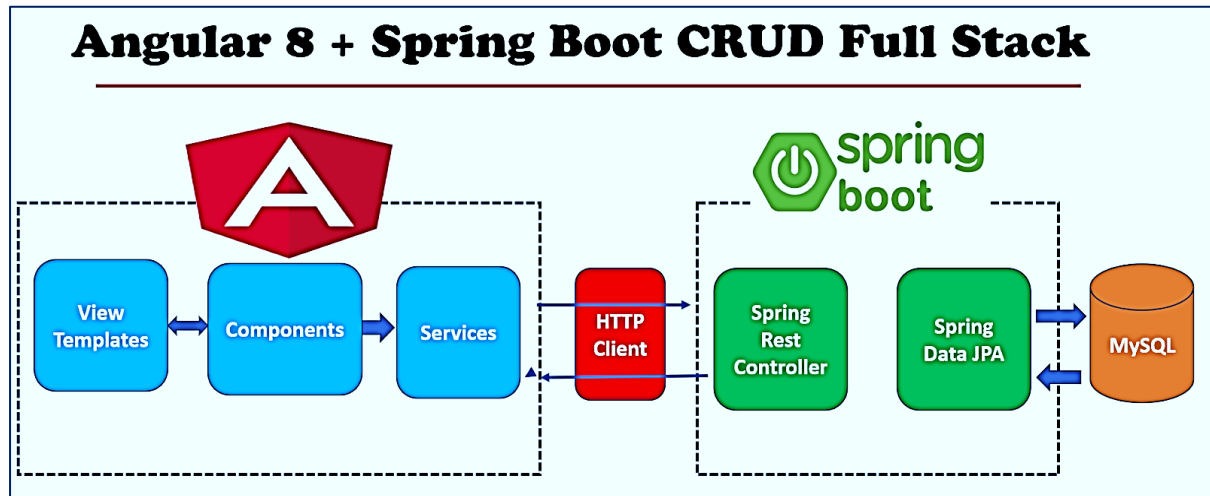 Angular 8 + Spring Boot CRUD Full Stack
spring
boot
View
Templates
Components
Services
HTTP
Client
Spring
Rest
Controller
Spring
Data JPA
MySQL